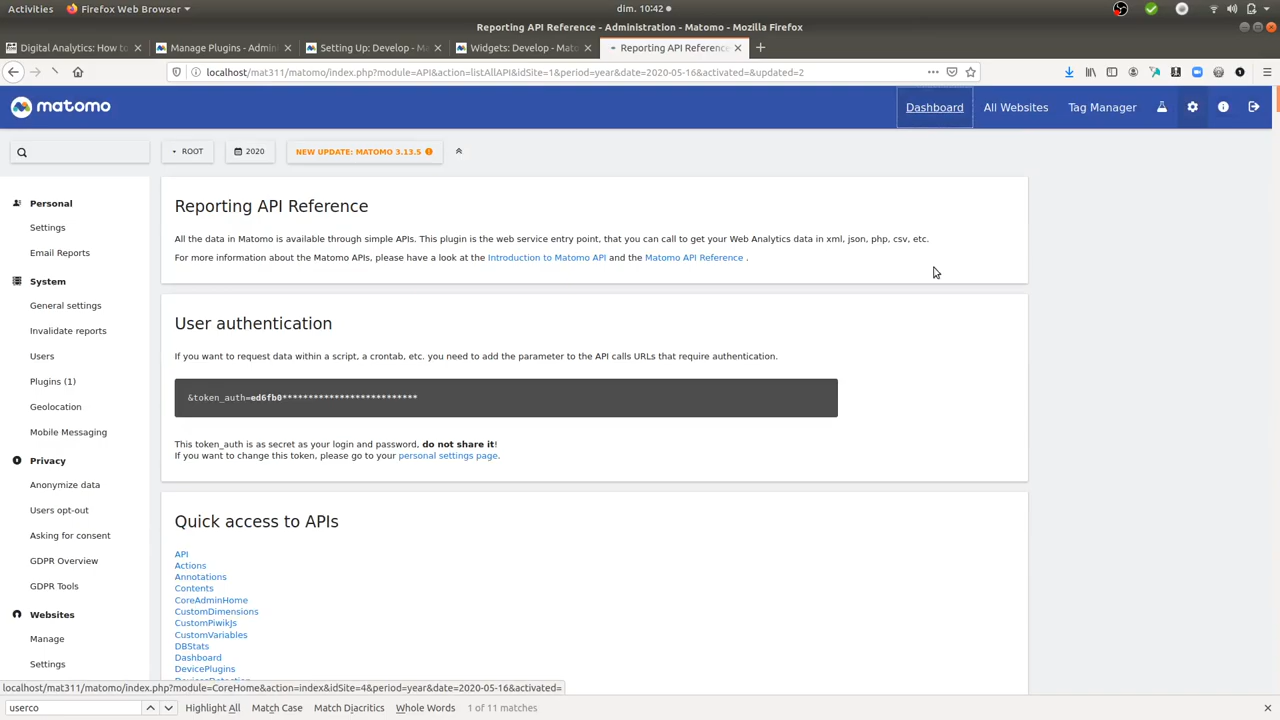 Activities
Firefox Web Browser
dim. 10:42
Reporting API Reference - Administration - Matomo - Mozilla Firefox
Digital Analytics: How to
Manage Plugins - Admin
Setting Up: Develop - Ma
Widgets: Develop - Matom
Reporting API Reference
localhost/mat311/matomo/index.php?module=API&action=listAllAPI&idSite=1&period=year&date=2020-05-16&activated=&updated=2
matomo
Dashboard
All Websites
Tag Manager
ROOT
2020
NEW UPDATE: MATOMO 3.13.5
Personal
Settings
Email Reports
System
General settings
Invalidate reports
Users
Plugins (1)
Geolocation
Mobile Messaging
Privacy
Anonymize data
Users opt-out
Asking for consent
GDPR Overview
GDPR Tools
Websites
Manage
Settings
Reporting API Reference
All the data in Matomo is available through simple APIs. This plugin is the web service entry point, that you can call to get your Web Analytics data in xml, json, php, csv, etc.
For more information about the Matomo APIs, please have a look at the Introduction to Matomo API and the Matomo API Reference .
User authentication
If you want to request data within a script, a crontab, etc. you need to add the parameter to the API calls URLs that require authentication.
&token_auth=ed6fb0**************************
This token_auth is as secret as your login and password, do not share it!
If you want to change this token, please go to your personal settings page.
Quick access to APIs
API
Actions
Annotations
Contents
CoreAdminHome
CustomDimensions
CustomPiwikJs
CustomVariables
DBStats
Dashboard
DevicePlugins
DevicesDetection
localhost/mat311/matomo/index.php?module=CoreHome&action=index&idSite=4&period=year&date=2020-05-16&activated=
userco
Highlight All
Match Case
Match Diacritics
Whole Words
1 of 11 matches